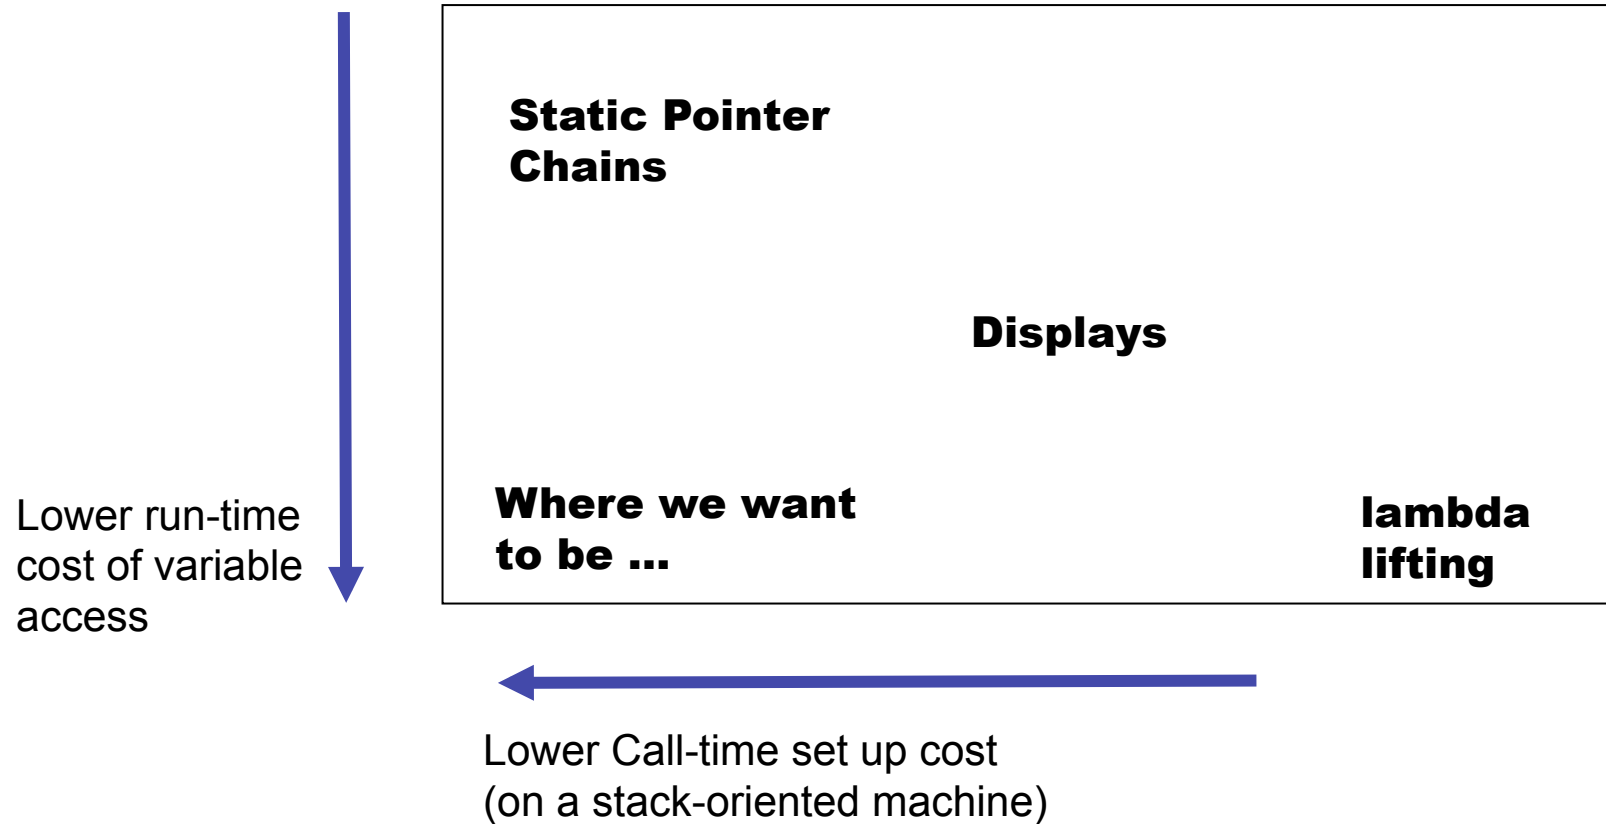 Static Pointer
Chains
Displays
Where we want
to be ...
lambda
lifting
Lower run-time
cost of variable
access
Lower Call-time set up cost
(on a stack-oriented machine)